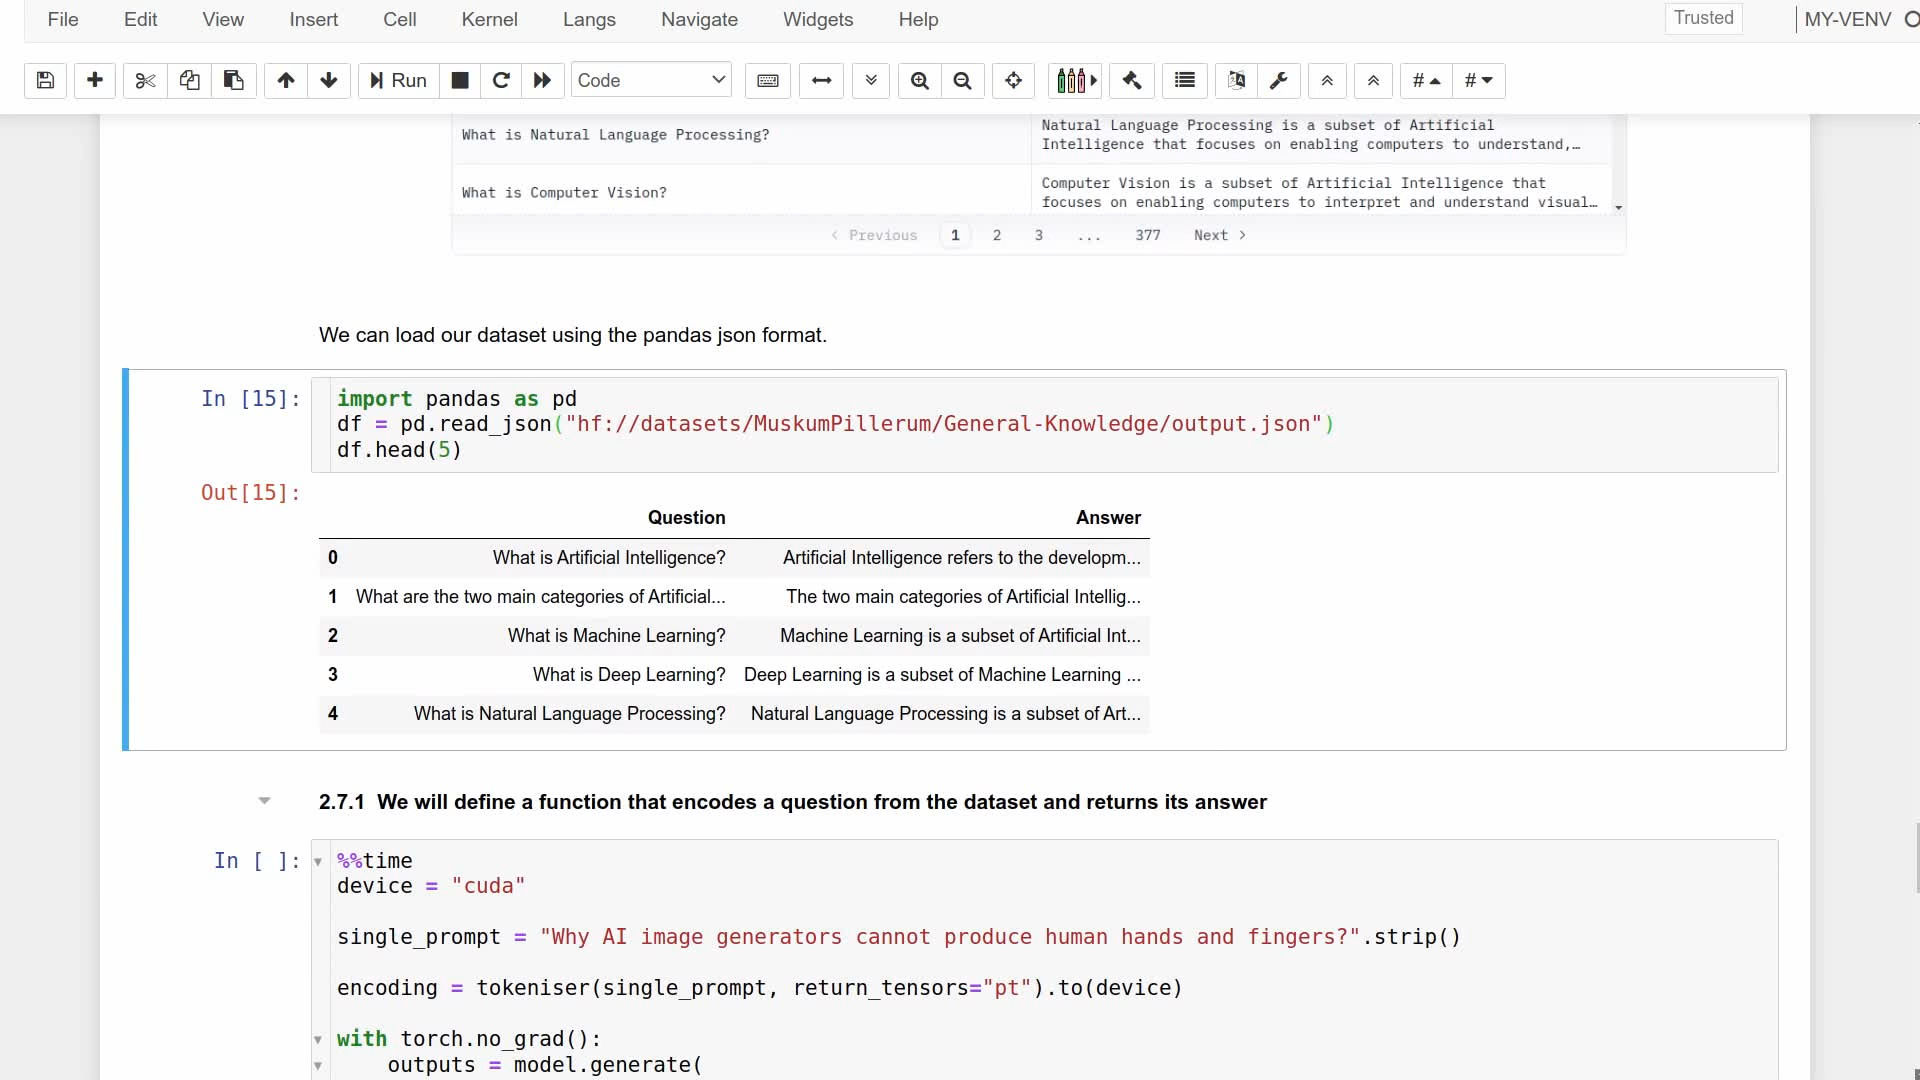 File Edit View Insert Cell Kernel Langs Navigate Widgets Help Trusted MY-VENV
Run Code # #
What is Natural Language Processing?
Natural Language Processing is a subset of Artificial
Intelligence that focuses on enabling computers to understand,…
What is Computer Vision?
Computer Vision is a subset of Artificial Intelligence that
focuses on enabling computers to interpret and understand visual…
< Previous 1 2 3 ... 377 Next >
We can load our dataset using the pandas json format.
In [15]:
import pandas as pd
df = pd.read_json("hf://datasets/MuskumPillerum/General-Knowledge/output.json")
df.head(5)
Out[15]:
Question Answer
0 What is Artificial Intelligence? Artificial Intelligence refers to the developm...
1 What are the two main categories of Artificial... The two main categories of Artificial Intellig...
2 What is Machine Learning? Machine Learning is a subset of Artificial Int...
3 What is Deep Learning? Deep Learning is a subset of Machine Learning ...
4 What is Natural Language Processing? Natural Language Processing is a subset of Art...
2.7.1 We will define a function that encodes a question from the dataset and returns its answer
In [ ]:
%%time
device = "cuda"
single_prompt = "Why AI image generators cannot produce human hands and fingers?".strip()
encoding = tokeniser(single_prompt, return_tensors="pt").to(device)
with torch.no_grad():
outputs = model.generate(